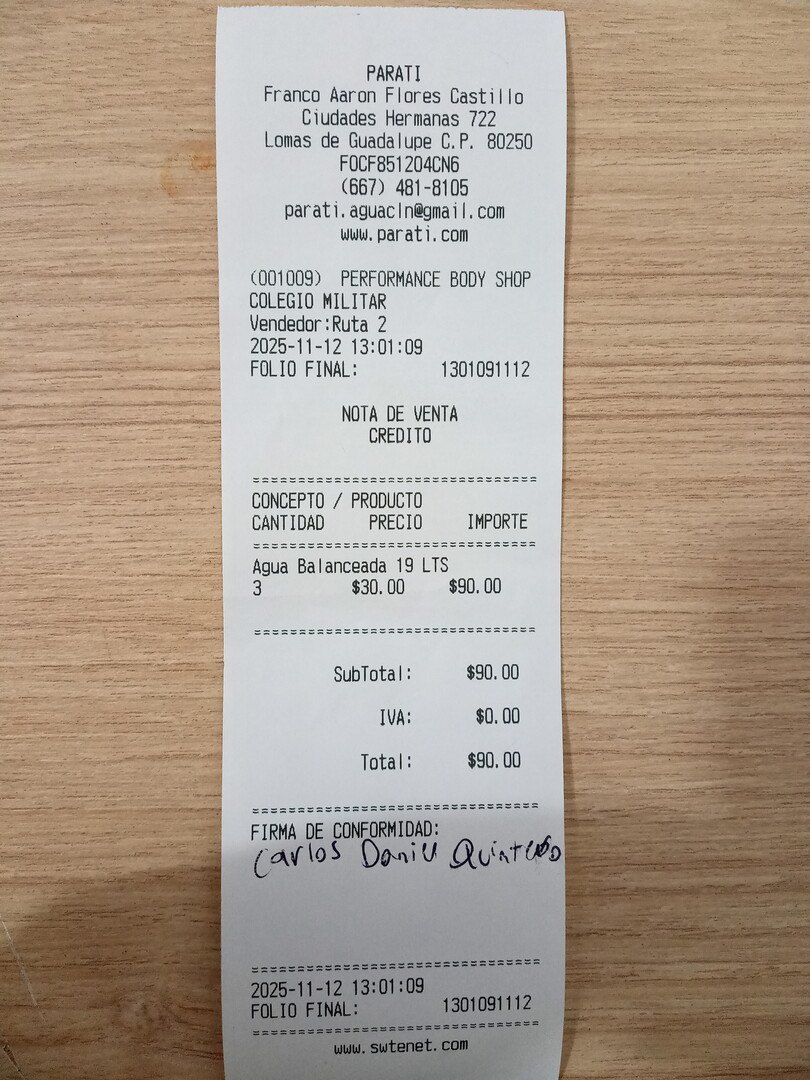 PARATI
Franco Aaron Flores Castillo
Ciudades Hermanas 722
Lomas de Guadalupe C.P. 80250
FOCF851204CN6
(667) 481-8105
parati.aguacln@gmail.com
www.parati.com
(001009) PERFORMANCE BODY SHOP
COLEGIO MILITAR
Vendedor:Ruta 2
2025-11-12 13:01:09
FOLIO FINAL: 1301091112
NOTA DE VENTA
CREDITO
================================
CONCEPTO / PRODUCTO
CANTIDAD PRECIO IMPORTE
================================
Agua Balanceada 19 LTS
3 $30.00 $90.00
================================
SubTotal: $90.00
IVA: $0.00
Total: $90.00
================================
FIRMA DE CONFORMIDAD:
Carlos Daniel
================================
2025-11-12 13:01:09
FOLIO FINAL: 1301091112
================================
www.swtenet.com